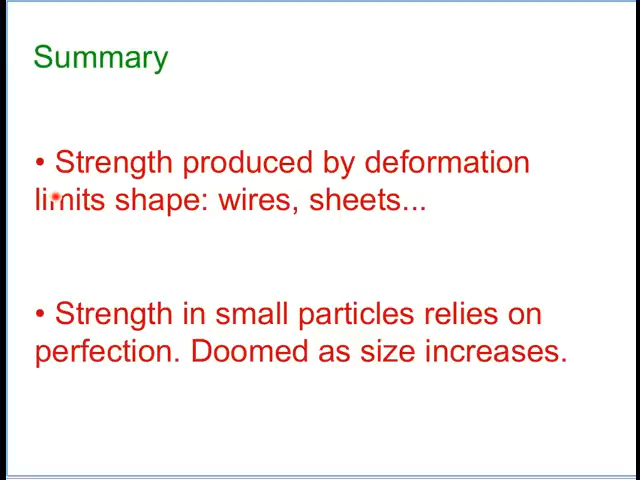 Summary
• Strength produced by deformation
limits shape: wires, sheets...
• Strength in small particles relies on
perfection. Doomed as size increases.